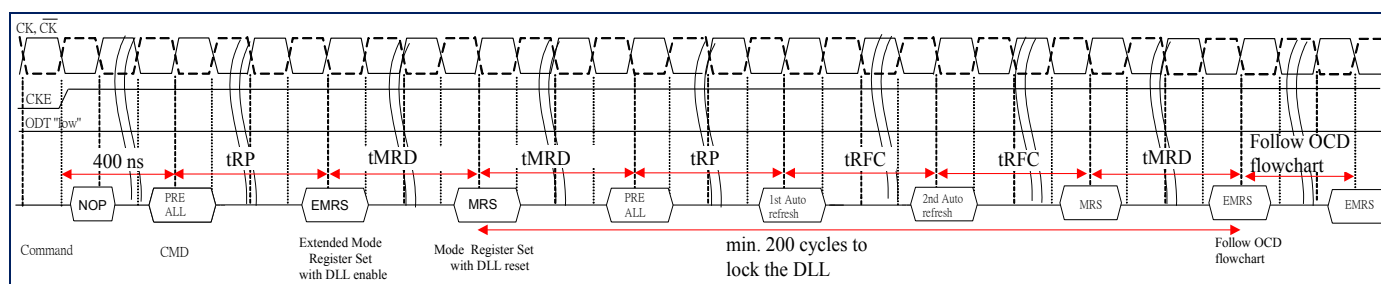 CK, CK
CKE
ODT "low"
400 ns
tRP
tMRD
tMRD
tRP
tRFC
tRFC
tMRD
Follow OCD
flowchart
NOP
PRE
ALL
EMRS
MRS
PRE
ALL
1st Auto
refresh
2nd Auto
refresh
MRS
EMRS
EMRS
Command
CMD
Extended Mode
Register Set
with DLL enable
Mode Register Set
with DLL reset
min. 200 cycles to
lock the DLL
Follow OCD
flowchart